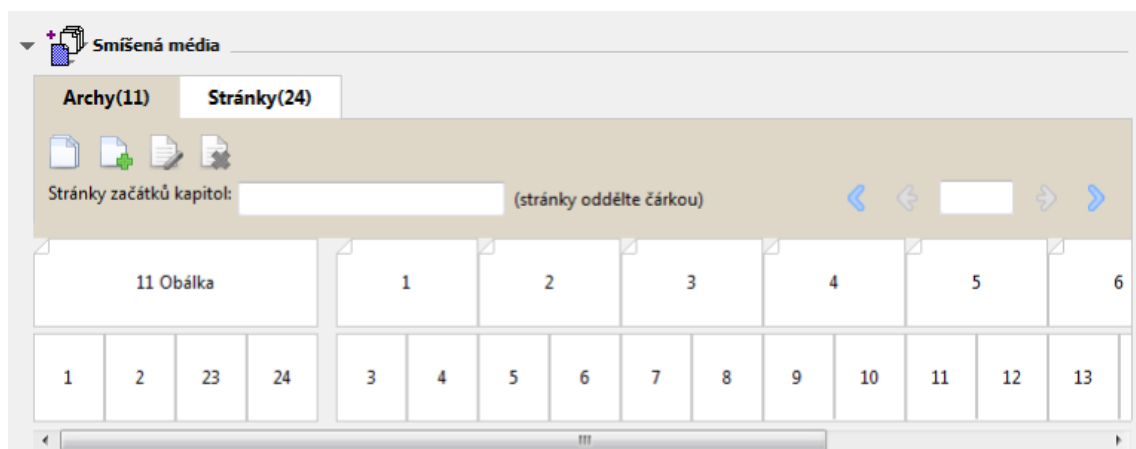 Smíšená média
Archy(11) Stránky(24)
Stránky začátků kapitol: (stránky oddělte čárkou)
11 Obálka 1 2 3 4 5 6
1 2 23 24 3 4 5 6 7 8 9 10 11 12 13